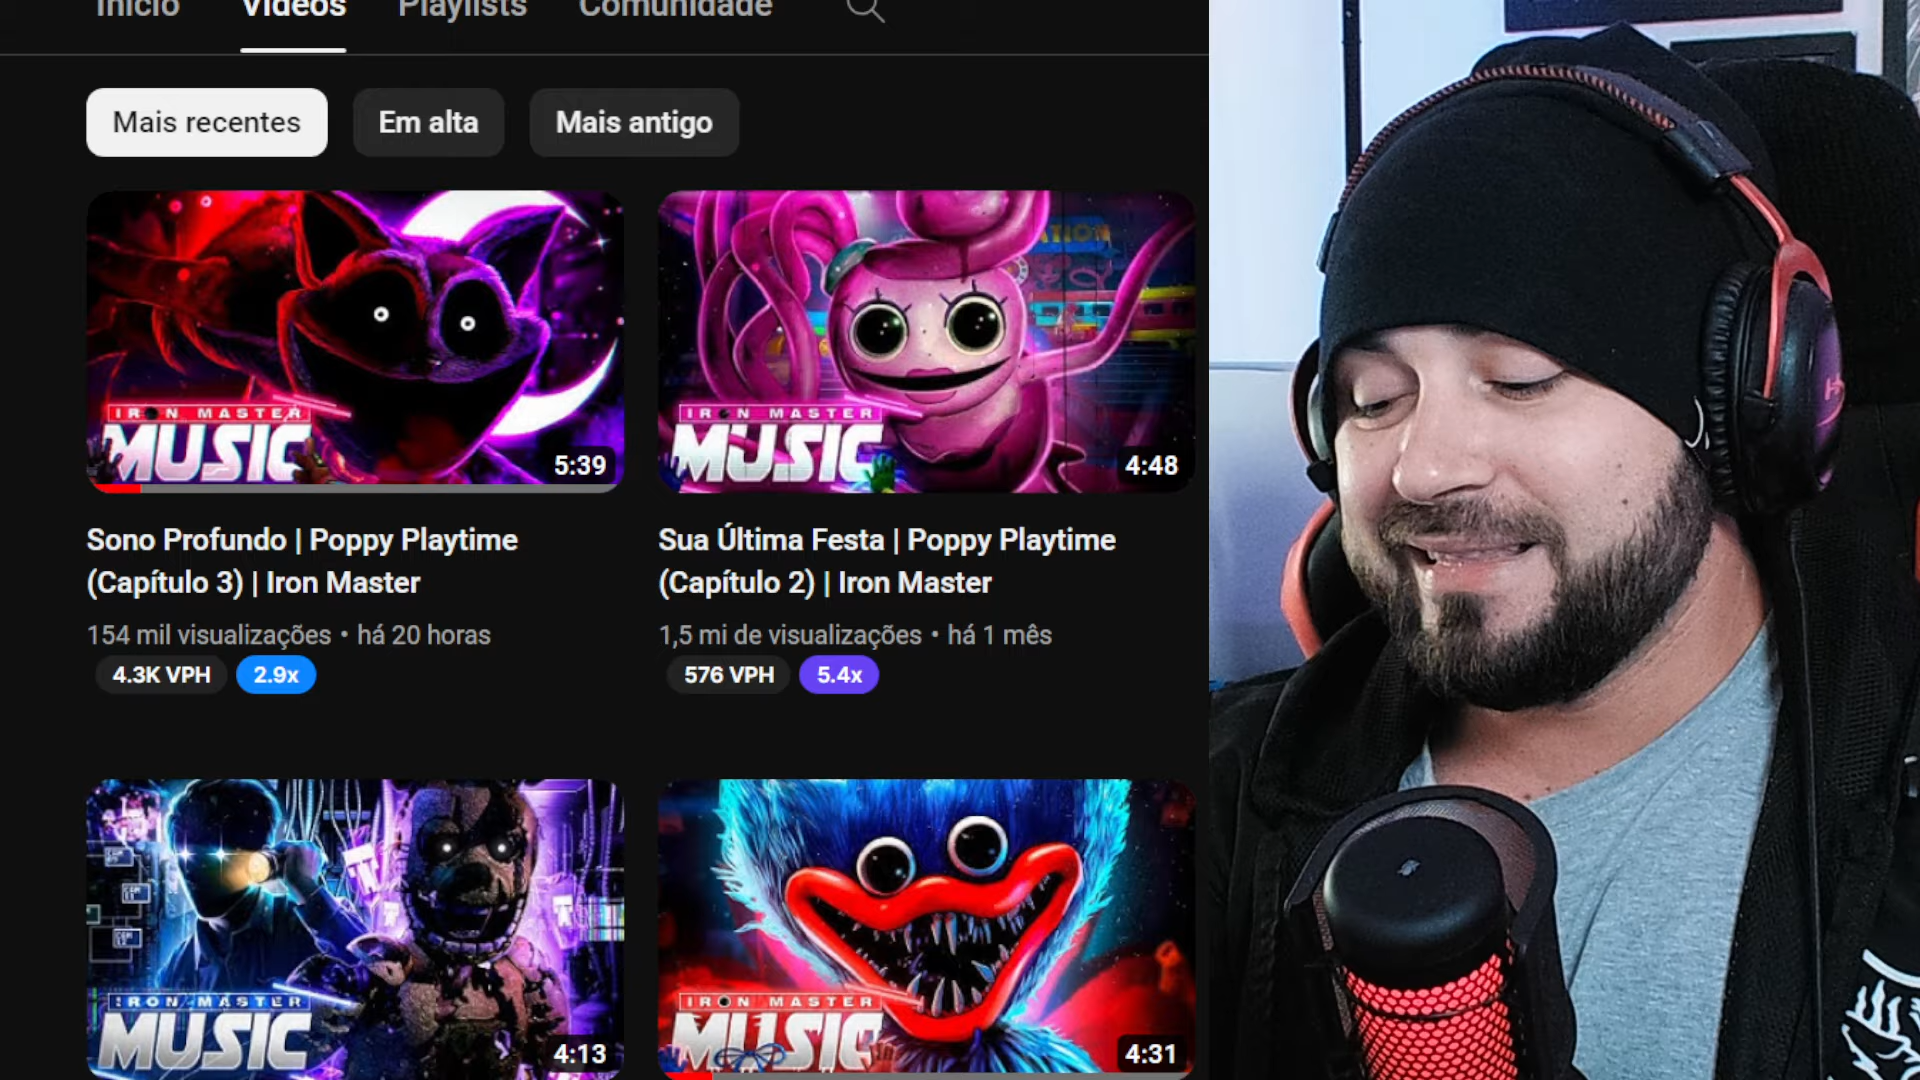 Início Vídeos Playlists Comunidade
Mais recentes Em alta Mais antigo
IRON MASTER
MUSIC
5:39
IRON MASTER
MUSIC
4:48
Sono Profundo | Poppy Playtime
(Capítulo 3) | Iron Master
154 mil visualizações • há 20 horas
4.3K VPH 2.9x
Sua Última Festa | Poppy Playtime
(Capítulo 2) | Iron Master
1,5 mi de visualizações • há 1 mês
576 VPH 5.4x
IRON MASTER
MUSIC
4:13
IRON MASTER
MUSIC
4:31